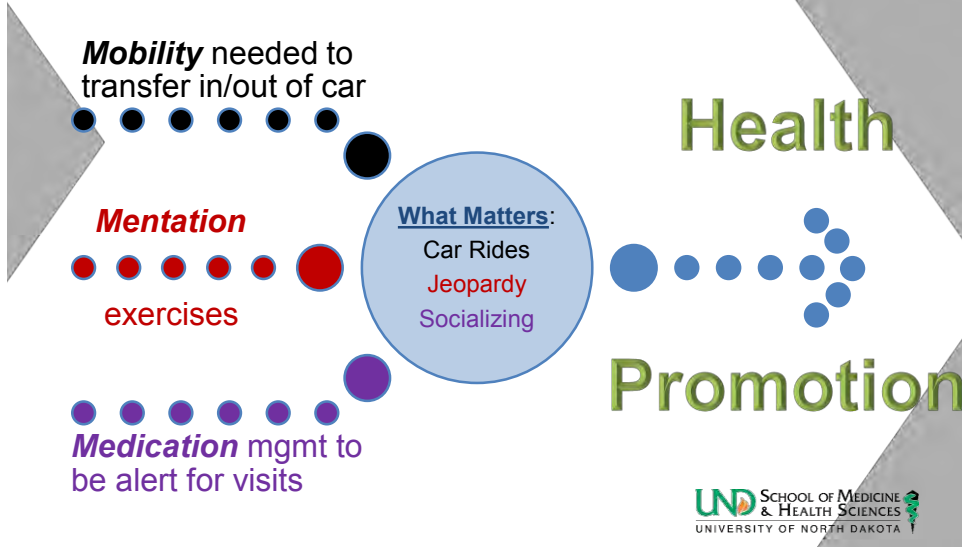 Mobility needed to
transfer in/out of car
Health
Mentation
exercises
What Matters:
Car Rides
Jeopardy
Socializing
Promotion
Medication mgmt to
be alert for visits
UND SCHOOL OF MEDICINE
& HEALTH SCIENCES
UNIVERSITY OF NORTH DAKOTA